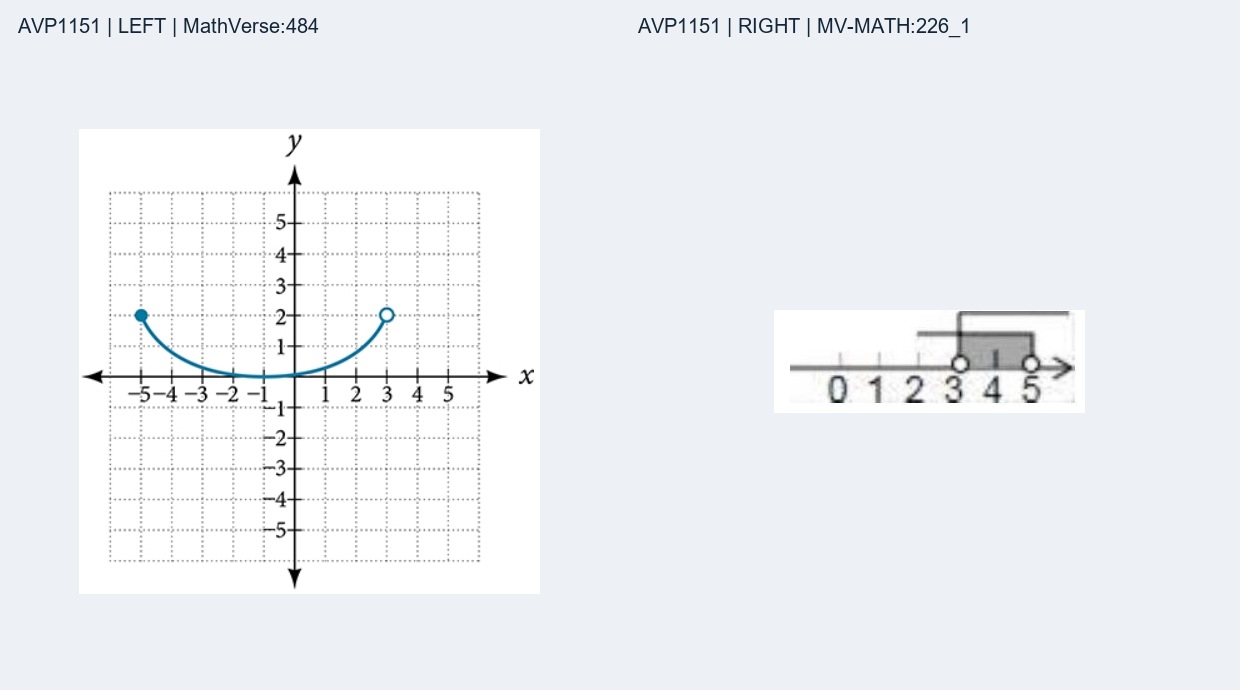 AVP1151 | LEFT | MathVerse:484
AVP1151 | RIGHT | MV-MATH:226_1
y
5
4
3
2
1
x
−5 −4 −3 −2 −1 1 2 3 4 5
−1
−2
−3
−4
−5
0 1 2 3 4 5